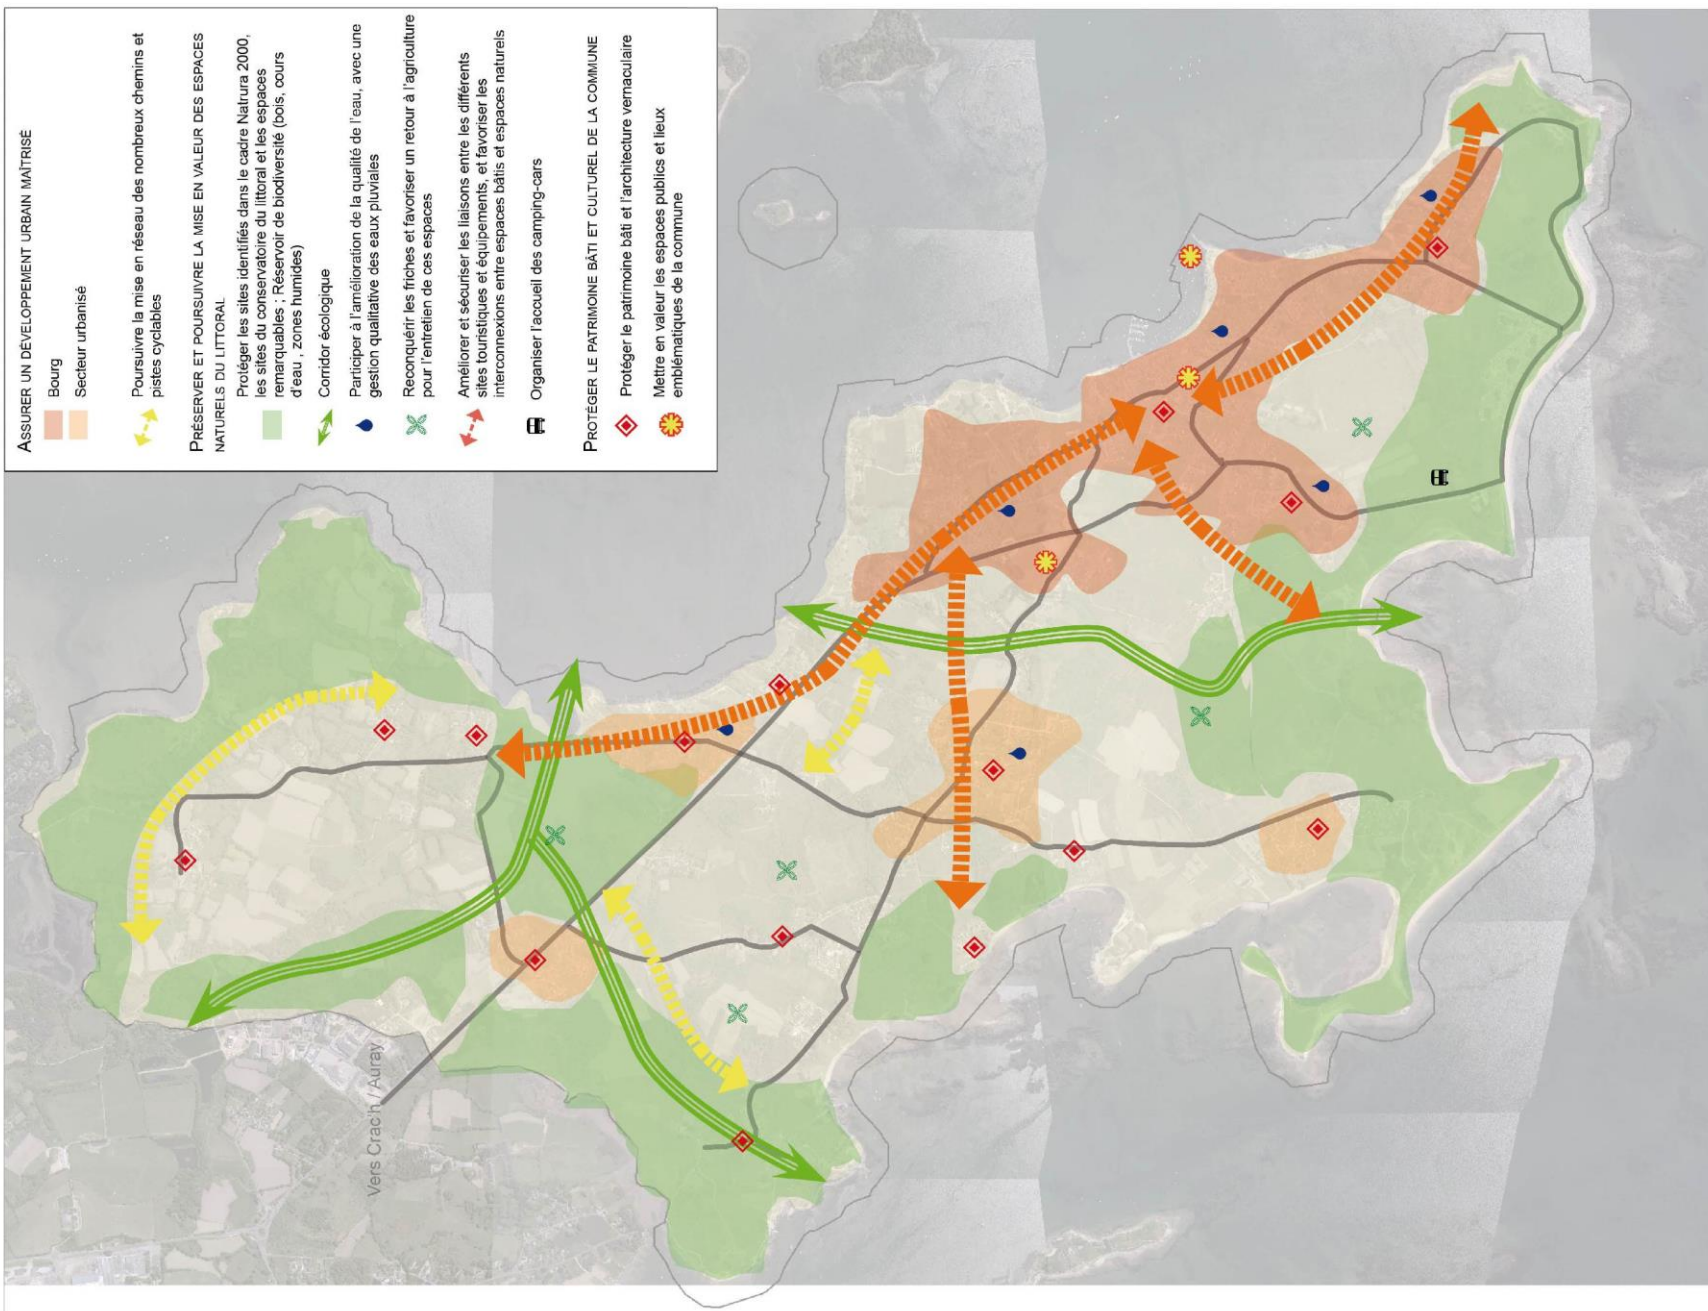 ASSURER UN DÉVELOPPEMENT URBAIN MAÎTRISÉ
Bourg
Secteur urbanisé
Poursuivre la mise en réseau des nombreux chemins et
pistes cyclables
PRÉSERVER ET POURSUIVRE LA MISE EN VALEUR DES ESPACES
NATURELS DU LITTORAL
Protéger les sites identifiés dans le cadre Natrura 2000,
les sites du conservatoire du littoral et les espaces
remarquables ; Réservoir de biodiversité (bois, cours
d'eau , zones humides)
Corridor écologique
Participer à l'amélioration de la qualité de l'eau, avec une
gestion qualitative des eaux pluviales
Reconquérir les friches et favoriser un retour à l'agriculture
pour l'entretien de ces espaces
Améliorer et sécuriser les liaisons entre les différents
sites touristiques et équipements, et favoriser les
interconnexions entre espaces bâtis et espaces naturels
Organiser l'accueil des camping-cars
PROTÉGER LE PATRIMOINE BÂTI ET CULTUREL DE LA COMMUNE
Protéger le patrimoine bâti et l'architecture vernaculaire
Mettre en valeur les espaces publics et lieux
emblématiques de la commune
Vers Crac'h / Auray